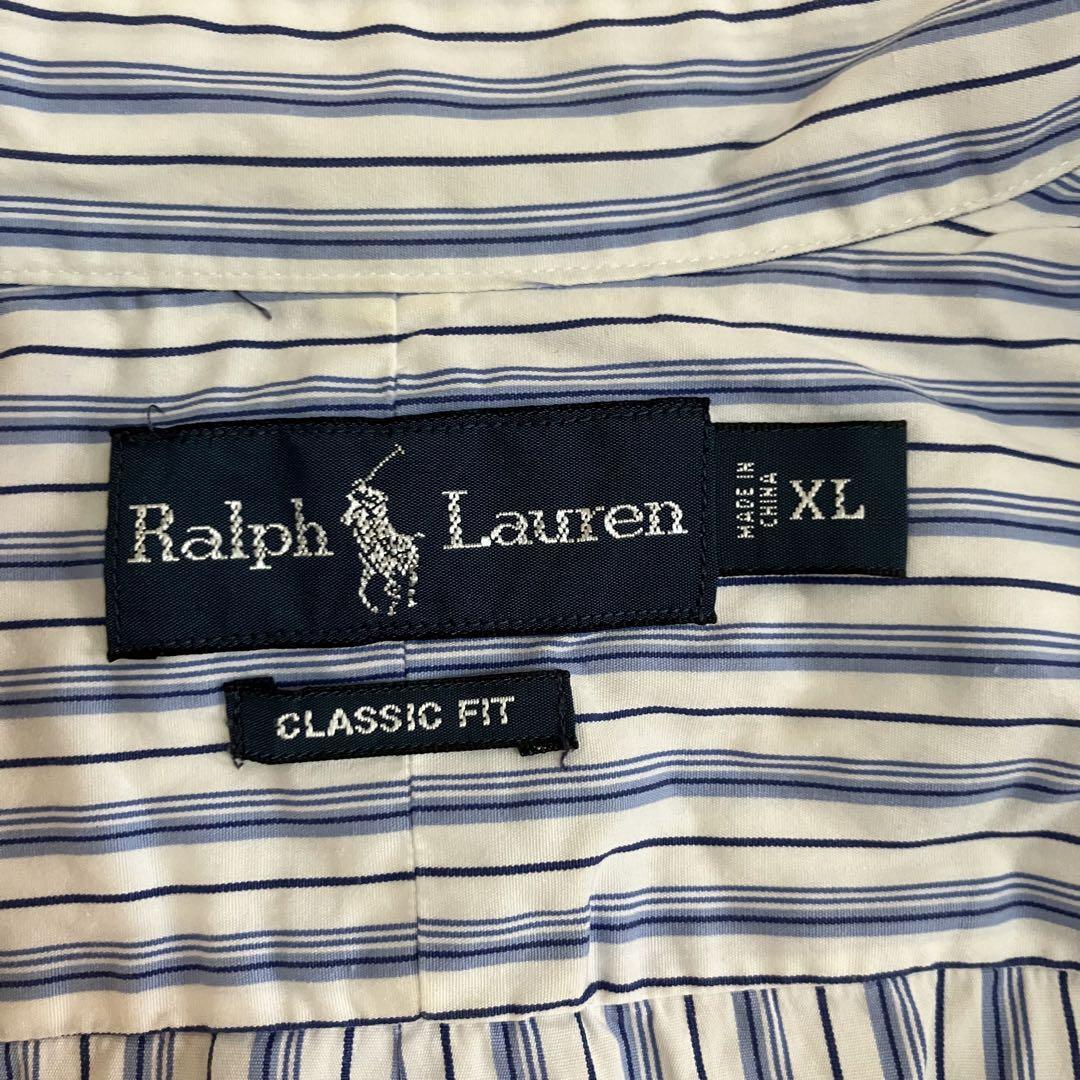 Ralph Lauren
MADE IN
CHINA
XL
CLASSIC FIT